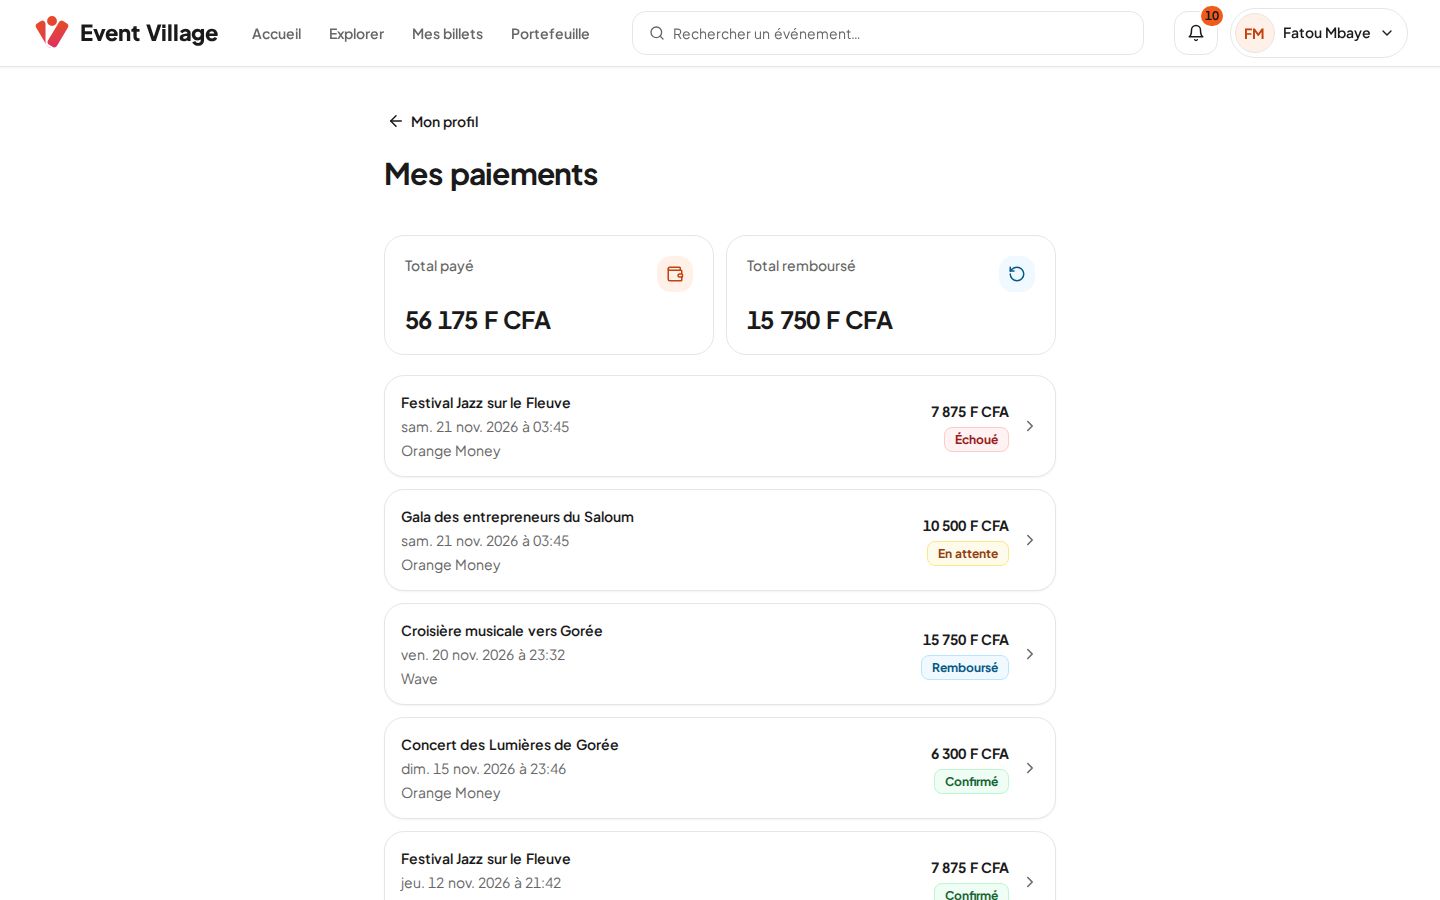 Event Village
Accueil
Explorer
Mes billets
Portefeuille
Rechercher un événement...
10
FM
Fatou Mbaye
Mon profil
Mes paiements
Total payé
56 175 F CFA
Total remboursé
15 750 F CFA
Festival Jazz sur le Fleuve
sam. 21 nov. 2026 à 03:45
Orange Money
7 875 F CFA
Échoué
Gala des entrepreneurs du Saloum
sam. 21 nov. 2026 à 03:45
Orange Money
10 500 F CFA
En attente
Croisière musicale vers Gorée
ven. 20 nov. 2026 à 23:32
Wave
15 750 F CFA
Remboursé
Concert des Lumières de Gorée
dim. 15 nov. 2026 à 23:46
Orange Money
6 300 F CFA
Confirmé
Festival Jazz sur le Fleuve
jeu. 12 nov. 2026 à 21:42
7 875 F CFA
Confirmé